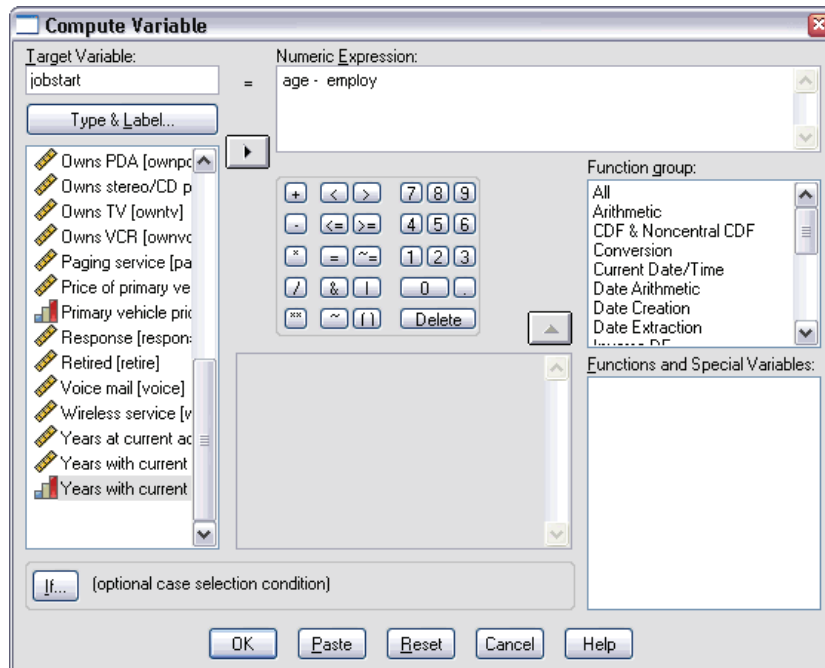 Compute Variable
Target Variable:
jobstart
=
Numeric Expression:
age - employ
Type & Label...
Owns PDA [ownpc
Owns stereo/CD p
Owns TV [owntv]
Owns VCR [ownvc
Paging service [pa
Price of primary ve
Primary vehicle pric
Response [respon:
Retired [retire]
Voice mail [voice]
Wireless service [w
Years at current ac
Years with current
Years with current
+ < > 7 8 9
- <= >= 4 5 6
* = ~= 1 2 3
/ & | 0 .
** ~ () Delete
Function group:
All
Arithmetic
CDF & Noncentral CDF
Conversion
Current Date/Time
Date Arithmetic
Date Creation
Date Extraction
Inverse DF
Functions and Special Variables:
If... (optional case selection condition)
OK Paste Reset Cancel Help